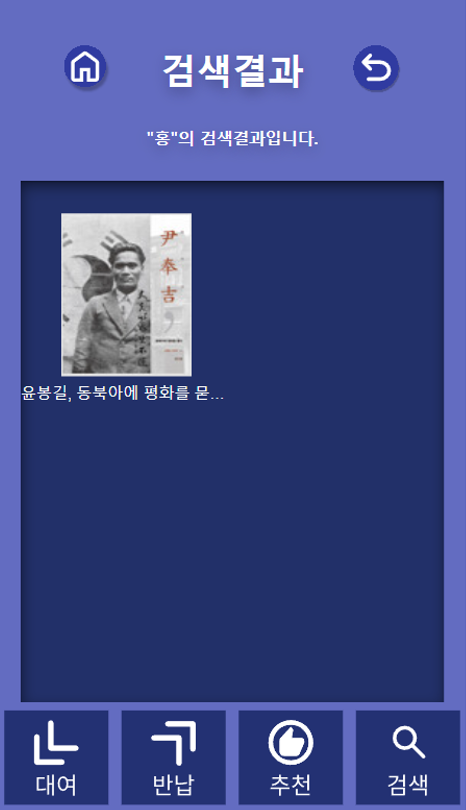 검색결과
"홍"의 검색결과입니다.
尹
奉
吉
윤봉길, 동북아에 평화를 묻...
대여
반납
추천
검색